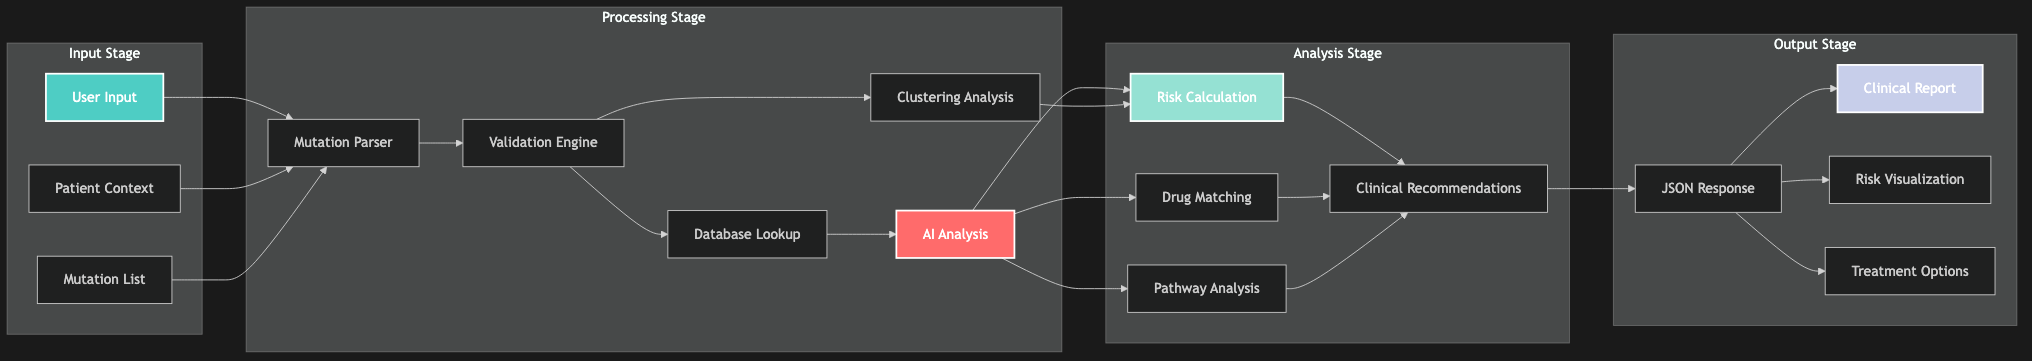 Input Stage
User Input
Patient Context
Mutation List
Processing Stage
Mutation Parser
Validation Engine
Clustering Analysis
Database Lookup
AI Analysis
Analysis Stage
Risk Calculation
Drug Matching
Pathway Analysis
Clinical Recommendations
Output Stage
JSON Response
Clinical Report
Risk Visualization
Treatment Options